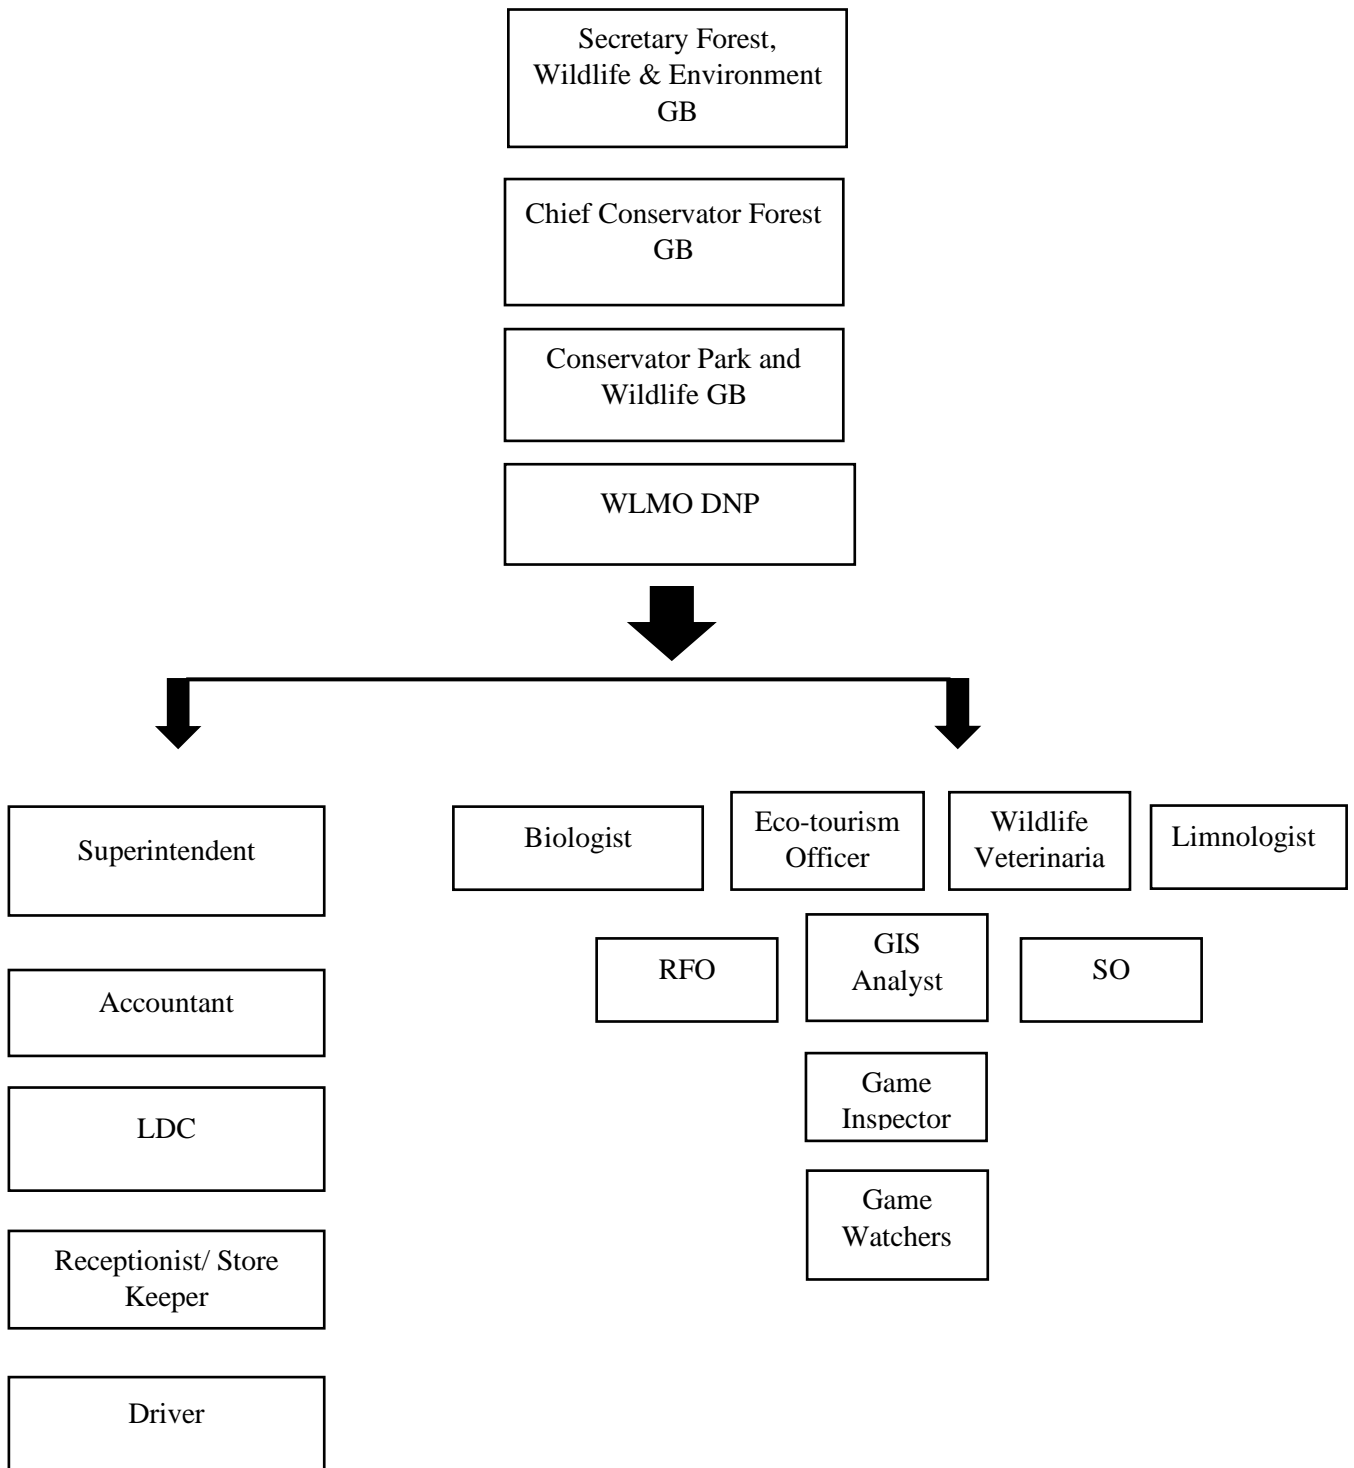 Secretary Forest,
Wildlife & Environment
GB
Chief Conservator Forest
GB
Conservator Park and
Wildlife GB
WLMO DNP
Superintendent
Accountant
LDC
Receptionist/ Store
Keeper
Driver
Biologist
Eco-tourism
Officer
Wildlife
Veterinaria
Limnologist
RFO
GIS
Analyst
SO
Game
Inspector
Game
Watchers